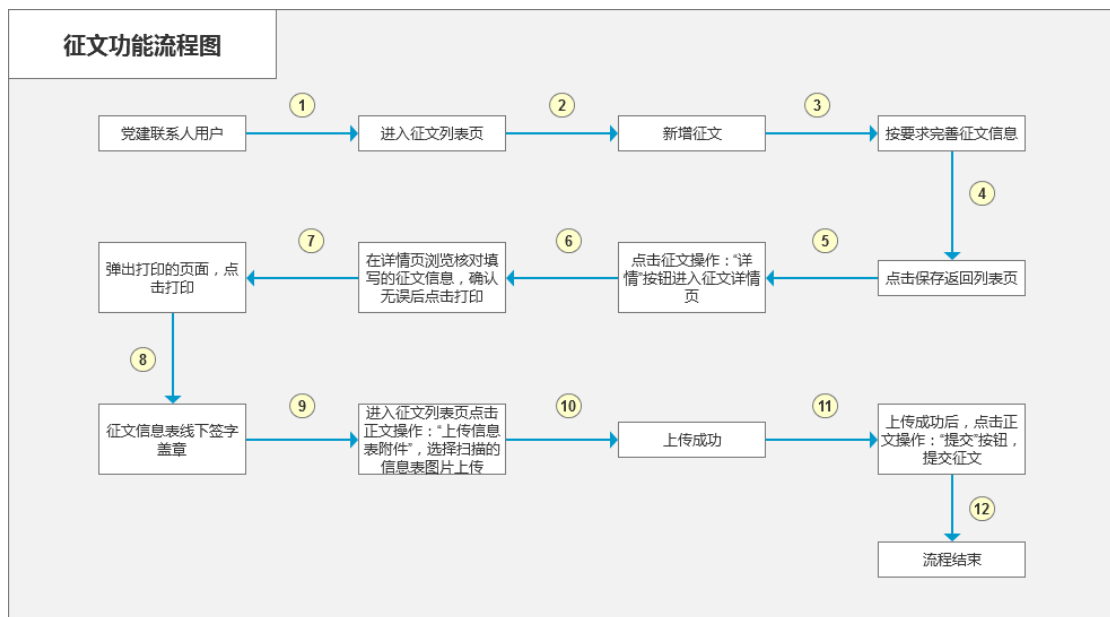 征文功能流程图
1
2
3
党建联系人用户
进入征文列表页
新增征文
按要求完善征文信息
4
7
6
5
弹出打印的页面，点
击打印
在详情页浏览核对填
写的征文信息，确认
无误后点击打印
点击征文操作：“详
情”按钮进入征文详情
页
点击保存返回列表页
8
9
10
11
征文信息表线下签字
盖章
进入征文列表页点击
正文操作：“上传信息
表附件”，选择扫描的
信息表图片上传
上传成功
上传成功后，点击正
文操作：“提交”按钮，
提交征文
12
流程结束